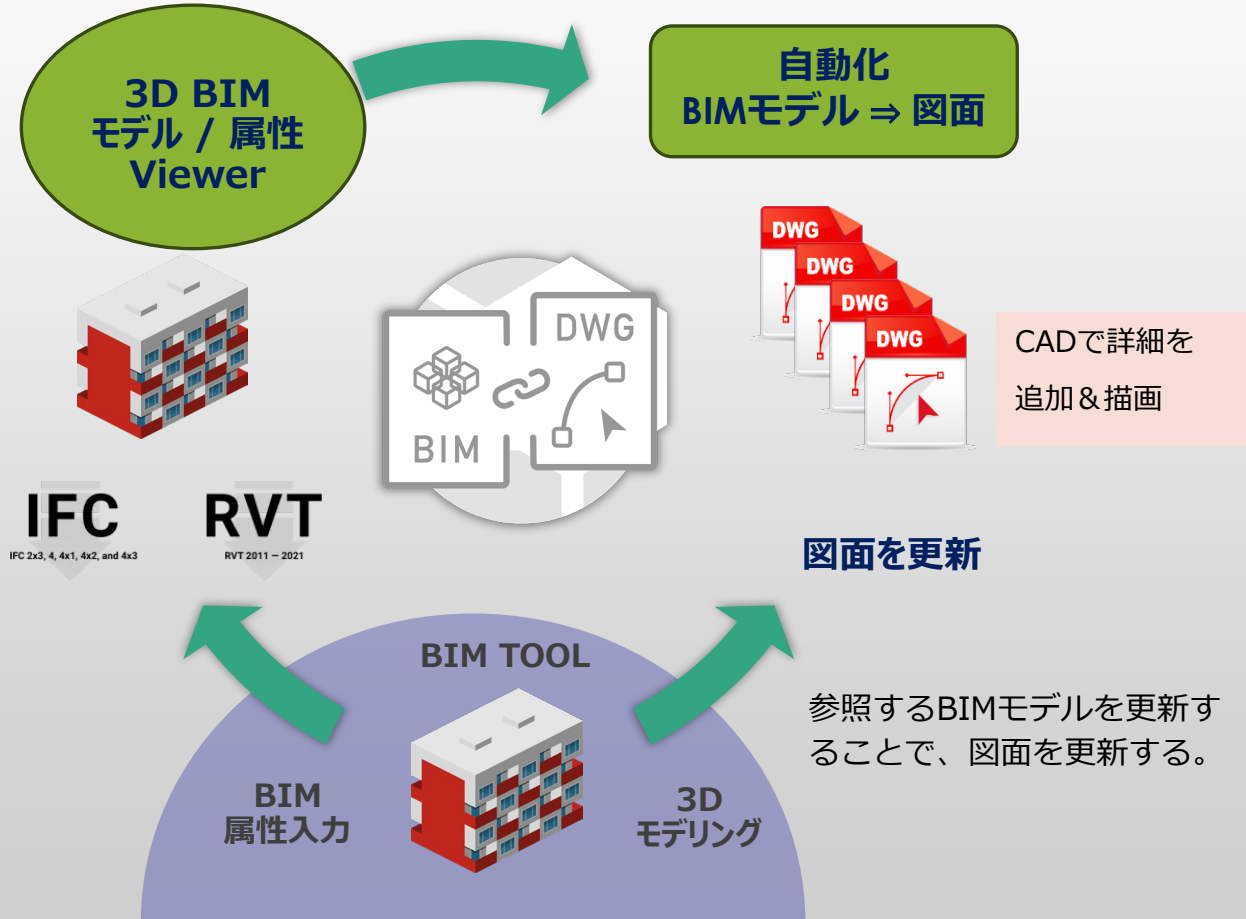 3D BIM
モデル / 属性
Viewer
自動化
BIMモデル ⇒ 図面
DWG
DWG
DWG
DWG
CADで詳細を
追加＆描画
DWG
BIM
IFC
IFC 2x3, 4, 4x1, 4x2, and 4x3
RVT
RVT 2011 — 2021
図面を更新
BIM TOOL
BIM
属性入力
3D
モデリング
参照するBIMモデルを更新す
ることで、図面を更新する。